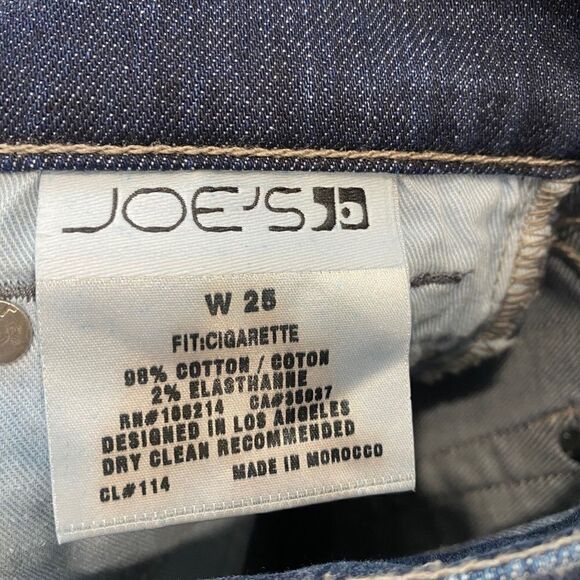 JOE'S
W 25
FIT:CIGARETTE
98% COTTON / COTON
2% ELASTHANNE
RN#106214 CA#35037
DESIGNED IN LOS ANGELES
DRY CLEAN RECOMMENDED
CL#114 MADE IN MOROCCO